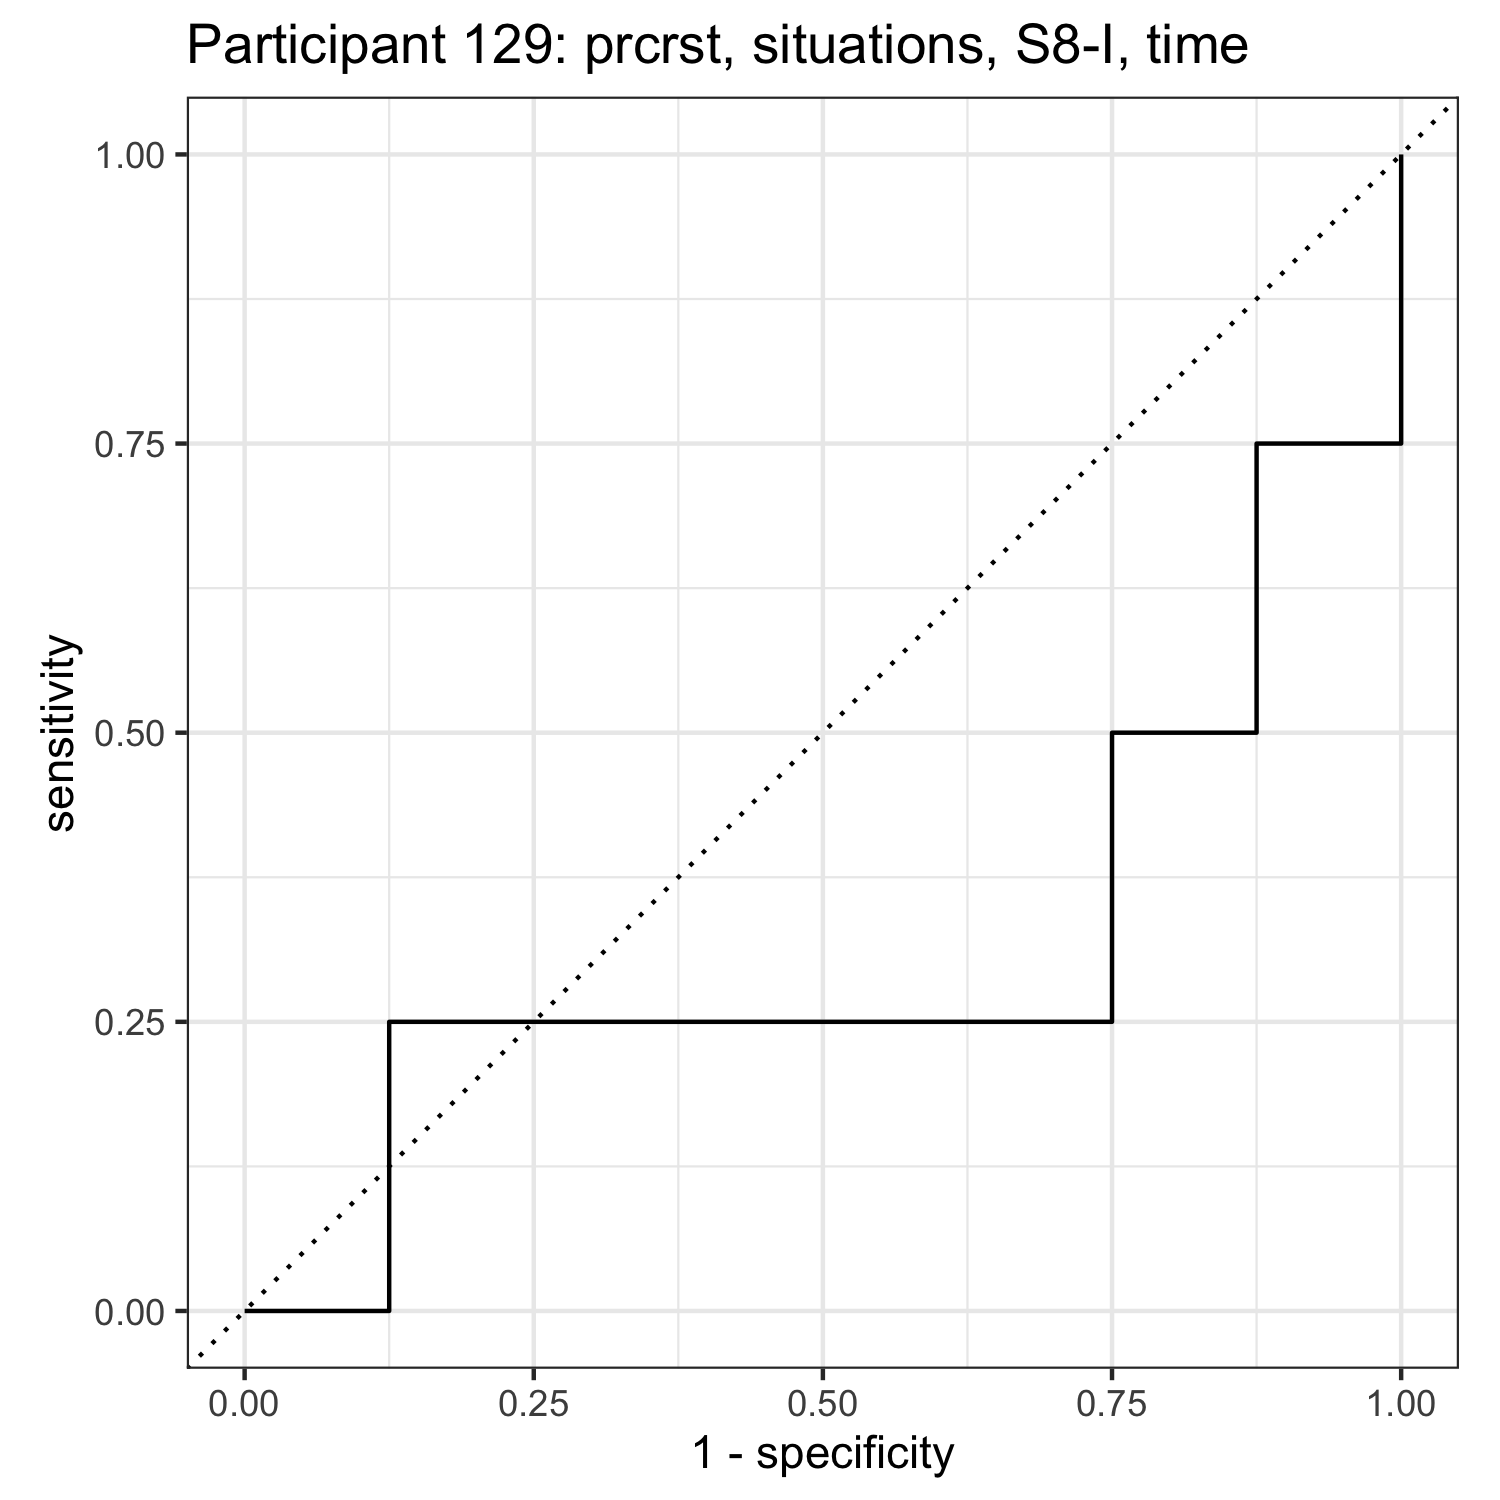 Participant 129: prcrst, situations, S8-I, time
1.00
0.75
0.50
0.25
0.00
sensitivity
0.00 0.25 0.50 0.75 1.00
1 - specificity